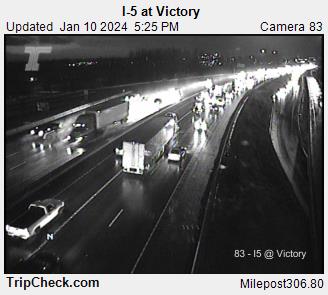 I-5 at Victory
Updated Jan 10 2024 5:25 PM Camera 83
T
N
83 - I5 @ Victory
TripCheck.com Milepost306.80